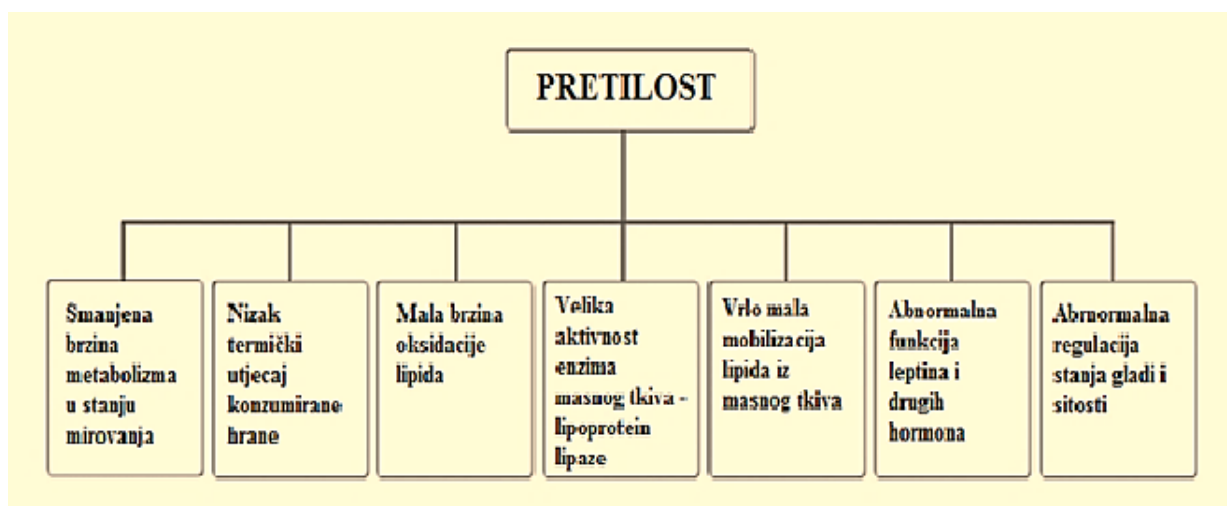 PRETILOST
Smanjena
brzina
metabolizma
u stanju
mirovanja
Nizak
termički
utjecaj
konzumirane
hrane
Mala brzina
oksidacije
lipida
Velika
aktivnost
enzima
masnog tkiva -
lipoprotein
lipaze
Vrlo mala
mobilizacija
lipida iz
masnog tkiva
Abnormalna
funkcija
leptina i
drugih
hormona
Abrnormalna
regulacija
stanja gladi i
sitosti